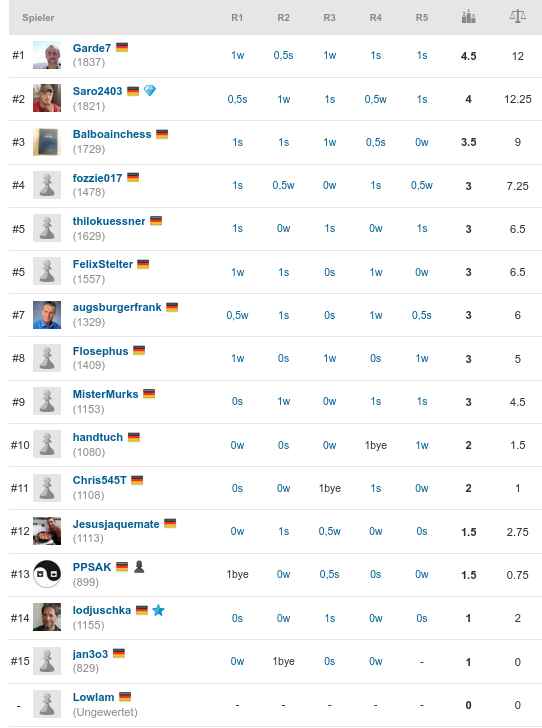 Spieler R1 R2 R3 R4 R5
#1 Garde7 1w 0,5s 1w 1s 1s 4.5 12
(1837)
#2 Saro2403 0,5s 1w 1s 0,5w 1s 4 12.25
(1821)
#3 Balboainchess 1s 1s 1w 0,5s 0w 3.5 9
(1729)
#4 fozzie017 1s 0,5w 0w 1s 0,5w 3 7.25
(1478)
#5 thilokuessner 1s 0w 1s 0w 1s 3 6.5
(1629)
#5 FelixStelter 1w 1s 0s 1w 0w 3 6.5
(1557)
#7 augsburgerfrank 0,5w 1s 0s 1w 0,5s 3 6
(1329)
#8 Flosephus 1w 0s 1w 0s 1w 3 5
(1409)
#9 MisterMurks 0s 1w 0w 1s 1s 3 4.5
(1153)
#10 handtuch 0w 0s 0w 1bye 1w 2 1.5
(1080)
#11 Chris545T 0s 0w 1bye 1s 0w 2 1
(1108)
#12 Jesusjaquemate 0w 1s 0,5w 0w 0s 1.5 2.75
(1113)
#13 PPSAK 1bye 0w 0,5s 0s 0w 1.5 0.75
(899)
#14 lodjuschka 0s 0w 1s 0w 0s 1 2
(1155)
#15 jan3o3 0w 1bye 0s 0w - 1 0
(829)
- Lowlam - - - - - 0 0
(Ungewertet)